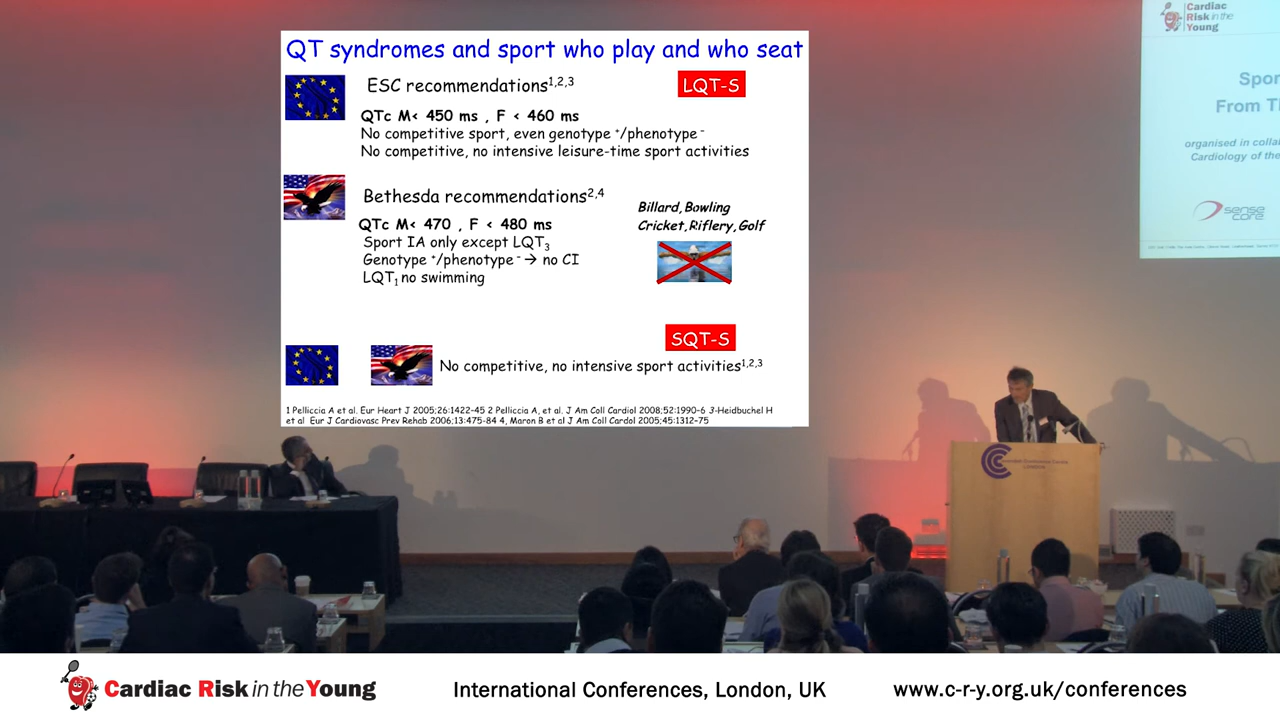 QT syndromes and sport who play and who seat
ESC recommendations1,2,3
LQT-S
QTc M< 450 ms , F < 460 ms
No competitive sport, even genotype +/phenotype -
No competitive, no intensive leisure-time sport activities
Bethesda recommendations2,4
QTc M< 470 , F < 480 ms
Sport IA only except LQT3
Genotype +/phenotype - → no CI
LQT1 no swimming
Billard, Bowling
Cricket, Riflery, Golf
SQT-S
No competitive, no intensive sport activities1,2,3
1 Pelliccia A et al. Eur Heart J 2005;26:1422-45 2 Pelliccia A, et al. J Am Coll Cardiol 2008;52:1990-6 3-Heidbuchel H
et al Eur J Cardiovasc Prev Rehab 2006;13:475-84 4, Maron B et al J Am Coll Cardol 2005;45:1312-75
Cardiac
Risk in the
Young
Spor
From Ti
organised in colla
Cardiology of the
sense
core
LONDON
Cardiac Risk in the Young
International Conferences, London, UK
www.c-r-y.org.uk/conferences